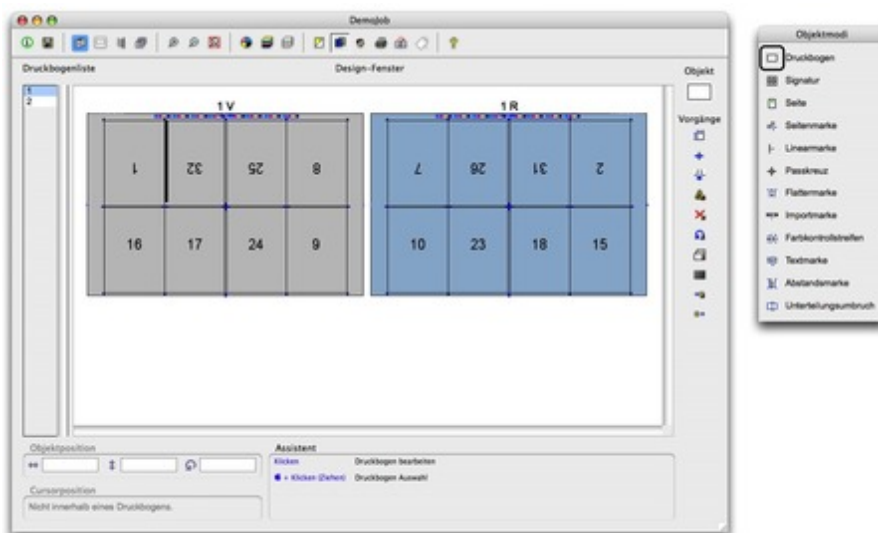 DemoJob
Druckbogenliste
Design-Fenster
Objekt
1
2
1 V
1 R
Vorgänge
1 32 25 8
7 26 31 2
16 17 24 9
10 23 18 15
Objektposition
Cursorposition
Nicht innerhalb eines Druckbogens.
Assistent
Klicken Druckbogen bearbeiten
+ Klicken (Ziehen) Druckbogen Auswahl
Objektmodi
Druckbogen
Signatur
Seite
Seitenmarke
Linearmarke
Passkreuz
Flattermarke
Importmarke
Farbkontrollstreifen
Textmarke
Abstandsmarke
Unterteilungsumbruch